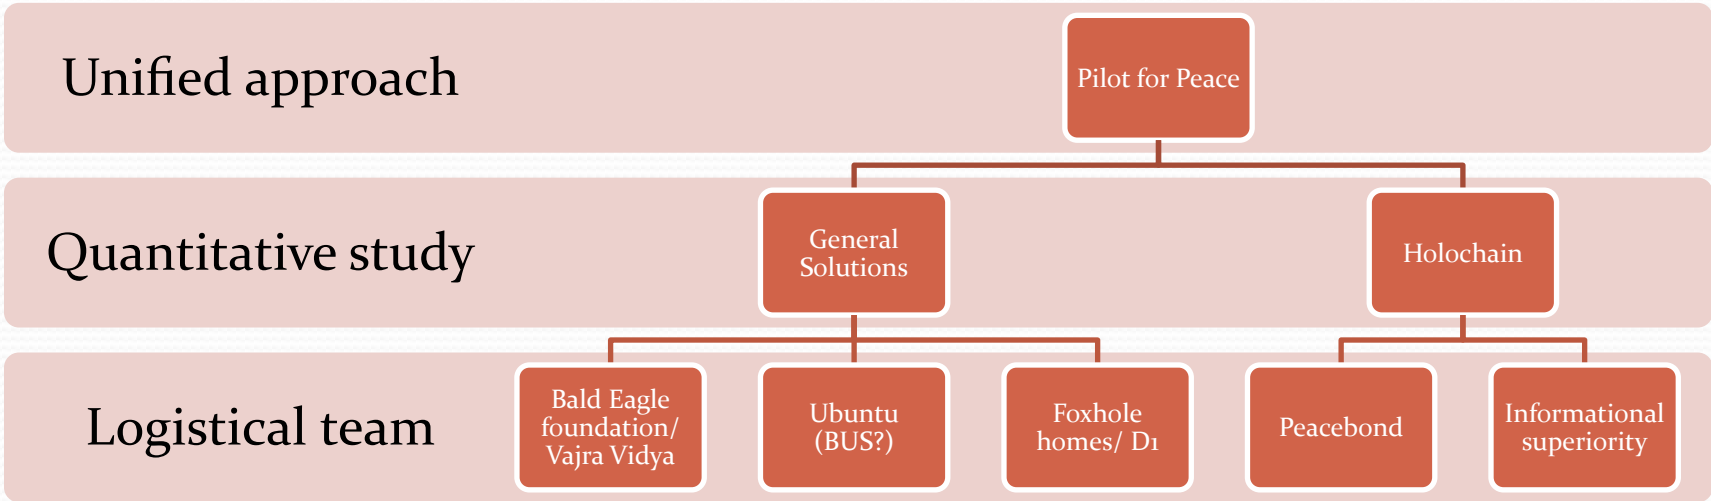 Unified approach
Pilot for Peace
Quantitative study
General
Solutions
Holochain
Logistical team
Bald Eagle
foundation/
Vajra Vidya
Ubuntu
(BUS?)
Foxhole
homes/ D1
Peacebond
Informational
superiority